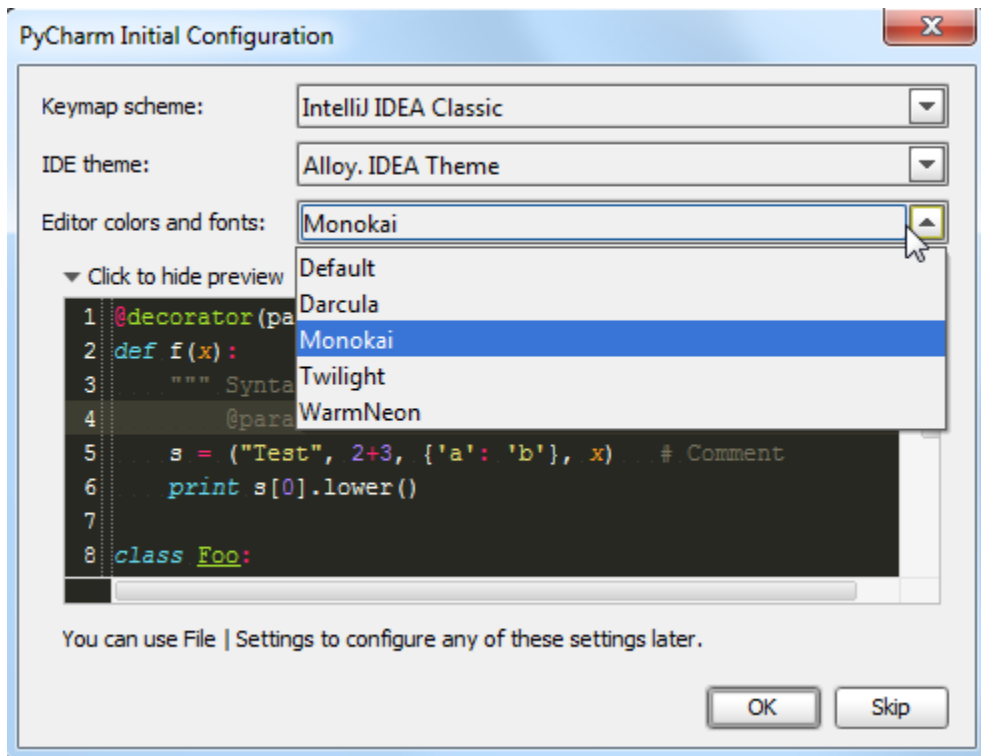 PyCharm Initial Configuration
Keymap scheme: IntelliJ IDEA Classic
IDE theme: Alloy. IDEA Theme
Editor colors and fonts: Monokai
Default
Darcula
Monokai
Twilight
WarmNeon
Click to hide preview
1 @decorator(pa
2 def f(x):
3 """ Synta
4 @para
5 s = ("Test", 2+3, {'a': 'b'}, x) # Comment
6 print s[0].lower()
7
8 class Foo:
You can use File | Settings to configure any of these settings later.
OK Skip